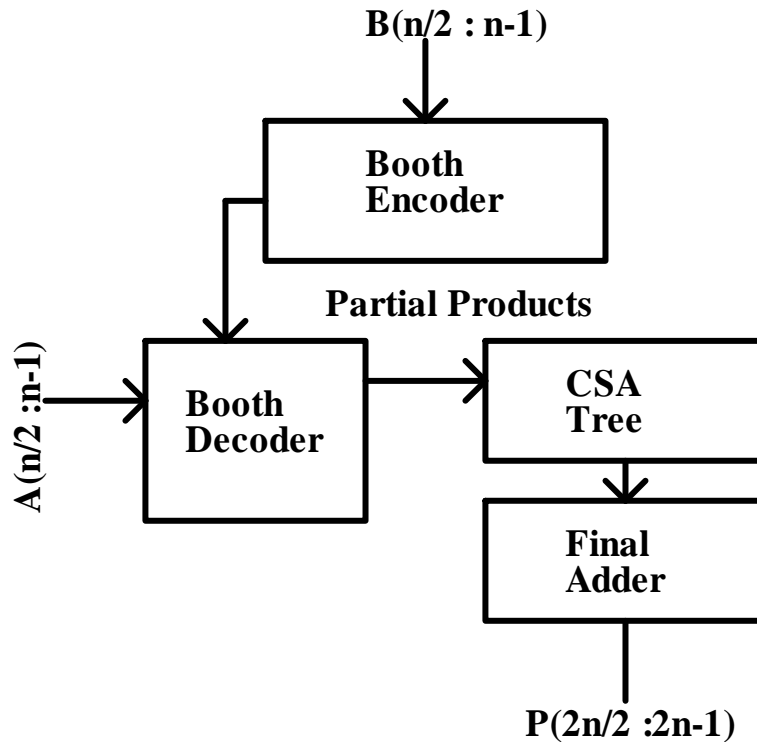 B(n/2 : n-1)
Booth
Encoder
Partial Products
A(n/2 :n-1)
Booth
Decoder
CSA
Tree
Final
Adder
P(2n/2 :2n-1)